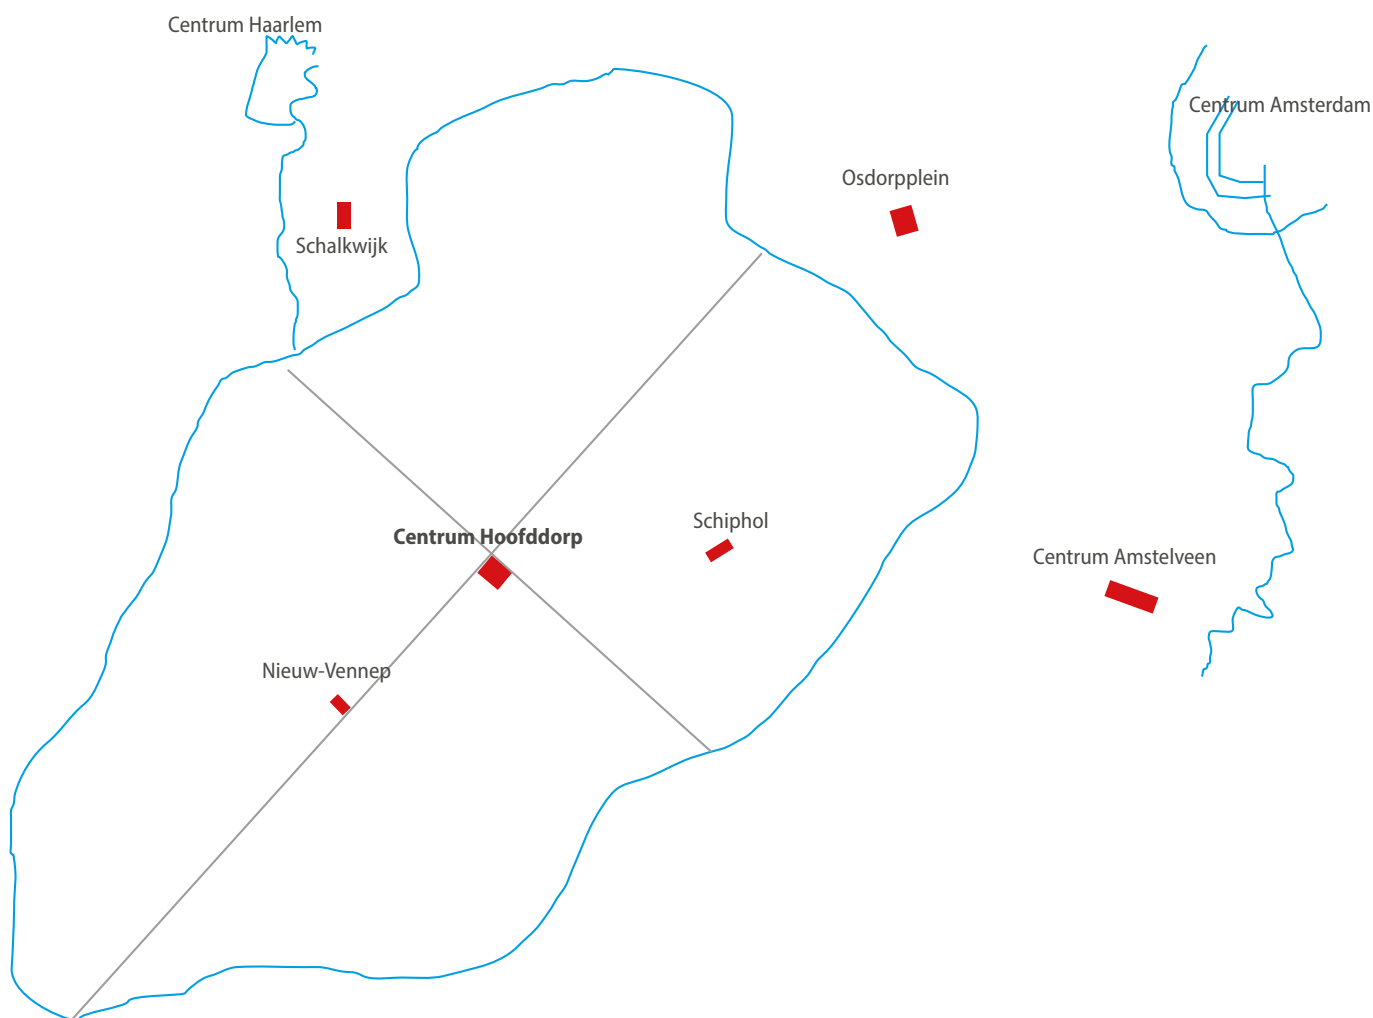 Centrum Haarlem
Centrum Amsterdam
Osdorpplein
Schalkwijk
Schiphol
Centrum Hoofddorp
Centrum Amstelveen
Nieuw-Vennep